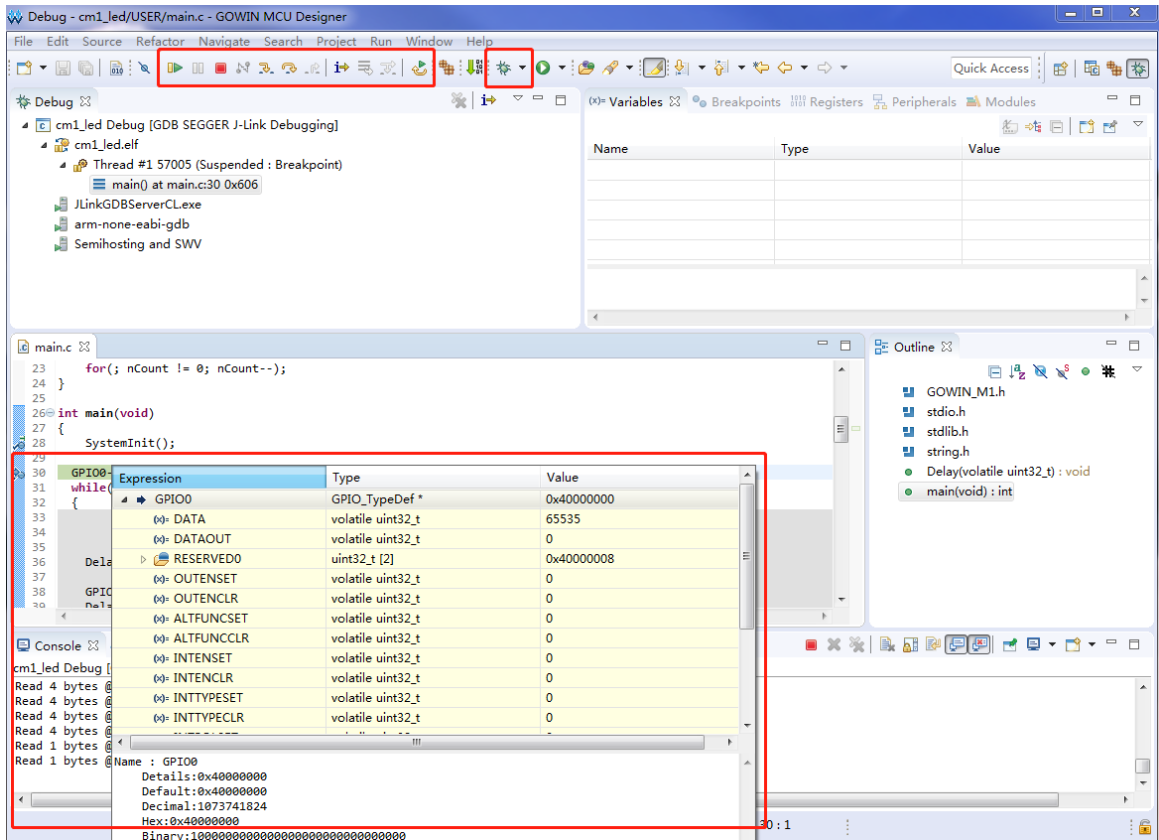 Debug - cm1_led/USER/main.c - GOWIN MCU Designer
File Edit Source Refactor Navigate Search Project Run Window Help
Quick Access
Debug
cm1_led Debug [GDB SEGGER J-Link Debugging]
cm1_led.elf
Thread #1 57005 (Suspended : Breakpoint)
main() at main.c:30 0x606
JLinkGDBServerCL.exe
arm-none-eabi-gdb
Semihosting and SWV
(x)= Variables Breakpoints Registers Peripherals Modules
Name Type Value
main.c
23 for(; nCount != 0; nCount--);
24 }
25
26 int main(void)
27 {
28 SystemInit();
29
30 GPIO0-
31 while(
32 {
33
34
35
36 Dela
37
38 GPIO
39 Dela
Expression Type Value
GPIO0 GPIO_TypeDef * 0x40000000
(x)= DATA volatile uint32_t 65535
(x)= DATAOUT volatile uint32_t 0
RESERVED0 uint32_t [2] 0x40000008
(x)= OUTENSET volatile uint32_t 0
(x)= OUTENCLR volatile uint32_t 0
(x)= ALTFUNCSET volatile uint32_t 0
(x)= ALTFUNCCLR volatile uint32_t 0
(x)= INTENSET volatile uint32_t 0
(x)= INTENCLR volatile uint32_t 0
(x)= INTTYPESET volatile uint32_t 0
(x)= INTTYPECLR volatile uint32_t 0
Name : GPIO0
Details:0x40000000
Default:0x40000000
Decimal:1073741824
Hex:0x40000000
Binary:1000000000000000000000000000000
Outline
GOWIN_M1.h
stdio.h
stdlib.h
string.h
Delay(volatile uint32_t) : void
main(void) : int
Console
cm1_led Debug [
Read 4 bytes @
Read 4 bytes @
Read 4 bytes @
Read 4 bytes @
Read 1 bytes @
Read 1 bytes @
30 : 1